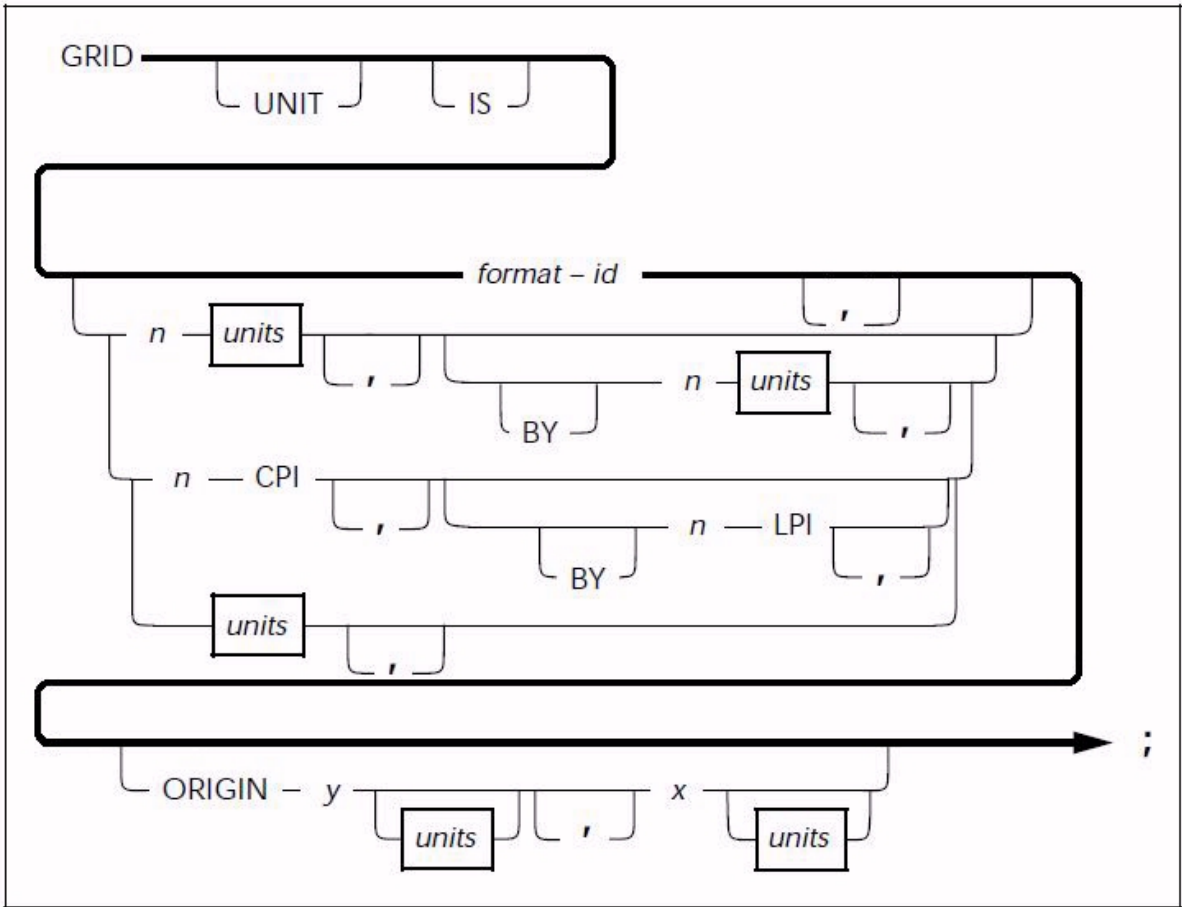 GRID
UNIT IS
format – id
,
n units
, n units
BY ,
n CPI
, n LPI
BY ,
units
,
;
ORIGIN – y x
units , units